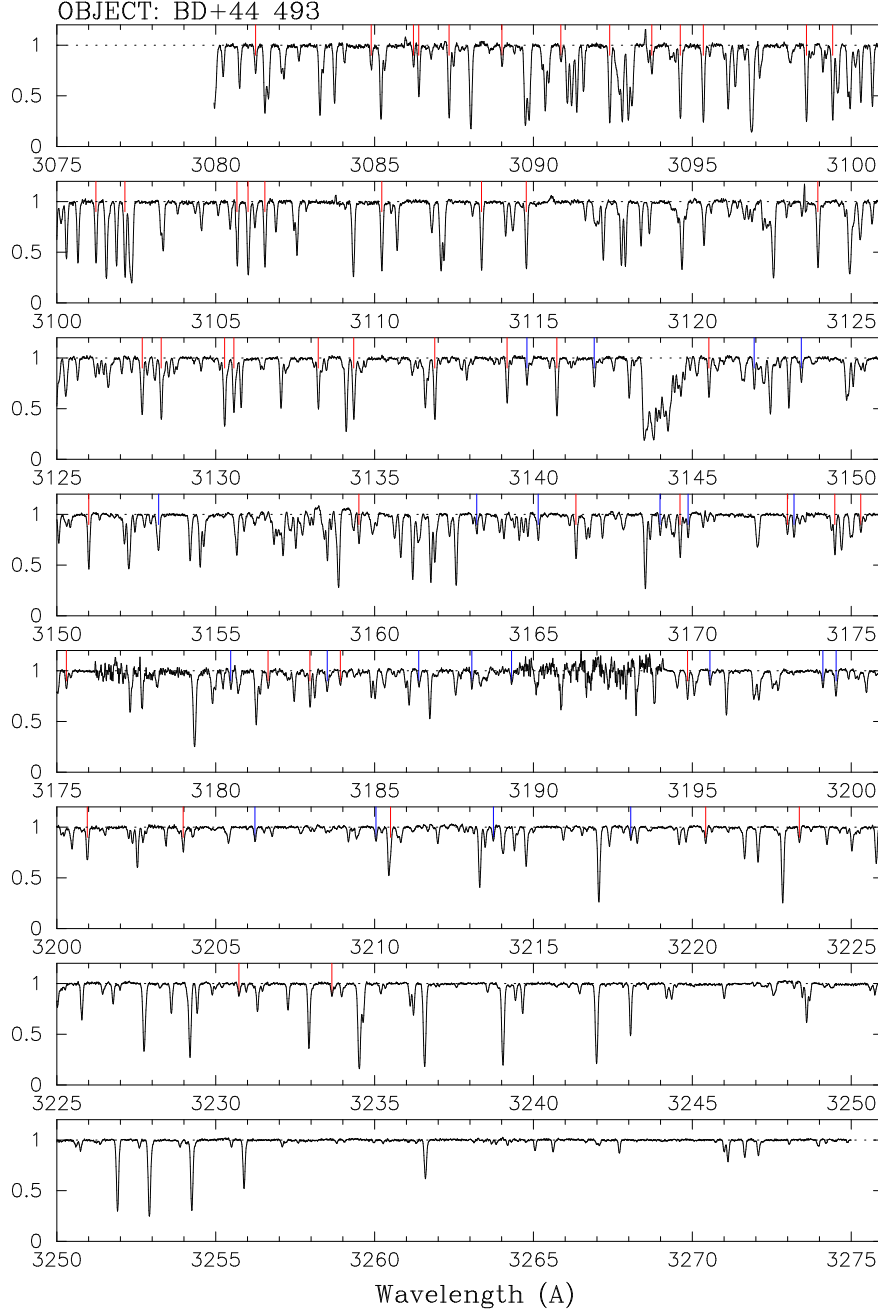 OBJECT: BD+44 493
1
0.5
0
3075 3080 3085 3090 3095 3100
1
0.5
0
3100 3105 3110 3115 3120 3125
1
0.5
0
3125 3130 3135 3140 3145 3150
1
0.5
0
3150 3155 3160 3165 3170 3175
1
0.5
0
3175 3180 3185 3190 3195 3200
1
0.5
0
3200 3205 3210 3215 3220 3225
1
0.5
0
3225 3230 3235 3240 3245 3250
1
0.5
0
3250 3255 3260 3265 3270 3275
Wavelength (A)